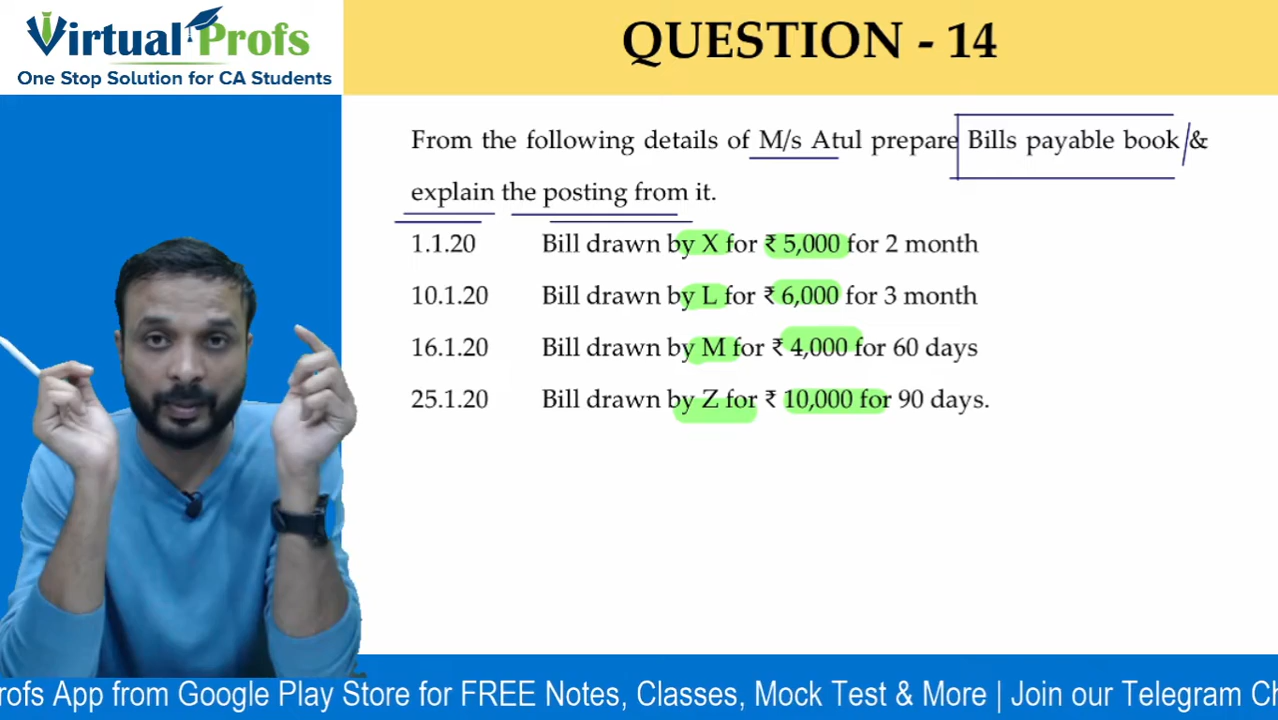 Virtual Profs
One Stop Solution for CA Students
QUESTION - 14
From the following details of M/s Atul prepare Bills payable book &
explain the posting from it.
1.1.20 Bill drawn by X for ₹ 5,000 for 2 month
10.1.20 Bill drawn by L for ₹ 6,000 for 3 month
16.1.20 Bill drawn by M for ₹ 4,000 for 60 days
25.1.20 Bill drawn by Z for ₹ 10,000 for 90 days.
rofs App from Google Play Store for FREE Notes, Classes, Mock Test & More | Join our Telegram Ch